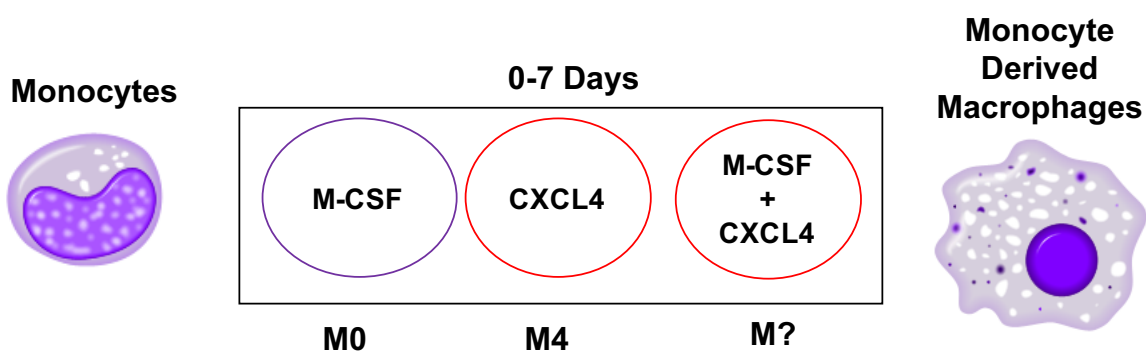 Monocytes
0-7 Days
Monocyte
Derived
Macrophages
M-CSF
CXCL4
M-CSF
+
CXCL4
M0
M4
M?